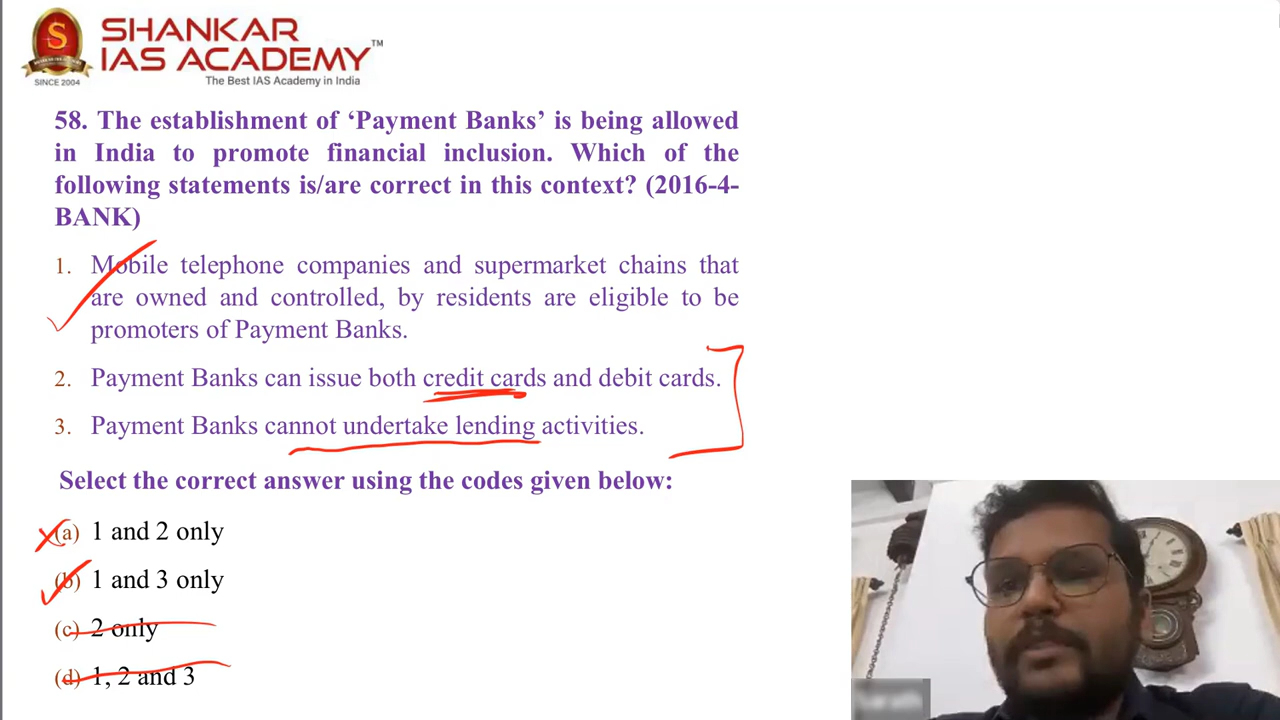 SHANKAR
IAS ACADEMY™
The Best IAS Academy in India
SINCE 2004
58. The establishment of ‘Payment Banks’ is being allowed
in India to promote financial inclusion. Which of the
following statements is/are correct in this context? (2016-4-
BANK)
1. Mobile telephone companies and supermarket chains that
are owned and controlled, by residents are eligible to be
promoters of Payment Banks.
2. Payment Banks can issue both credit cards and debit cards.
3. Payment Banks cannot undertake lending activities.
Select the correct answer using the codes given below:
(a) 1 and 2 only
(b) 1 and 3 only
(c) 2 only
(d) 1, 2 and 3